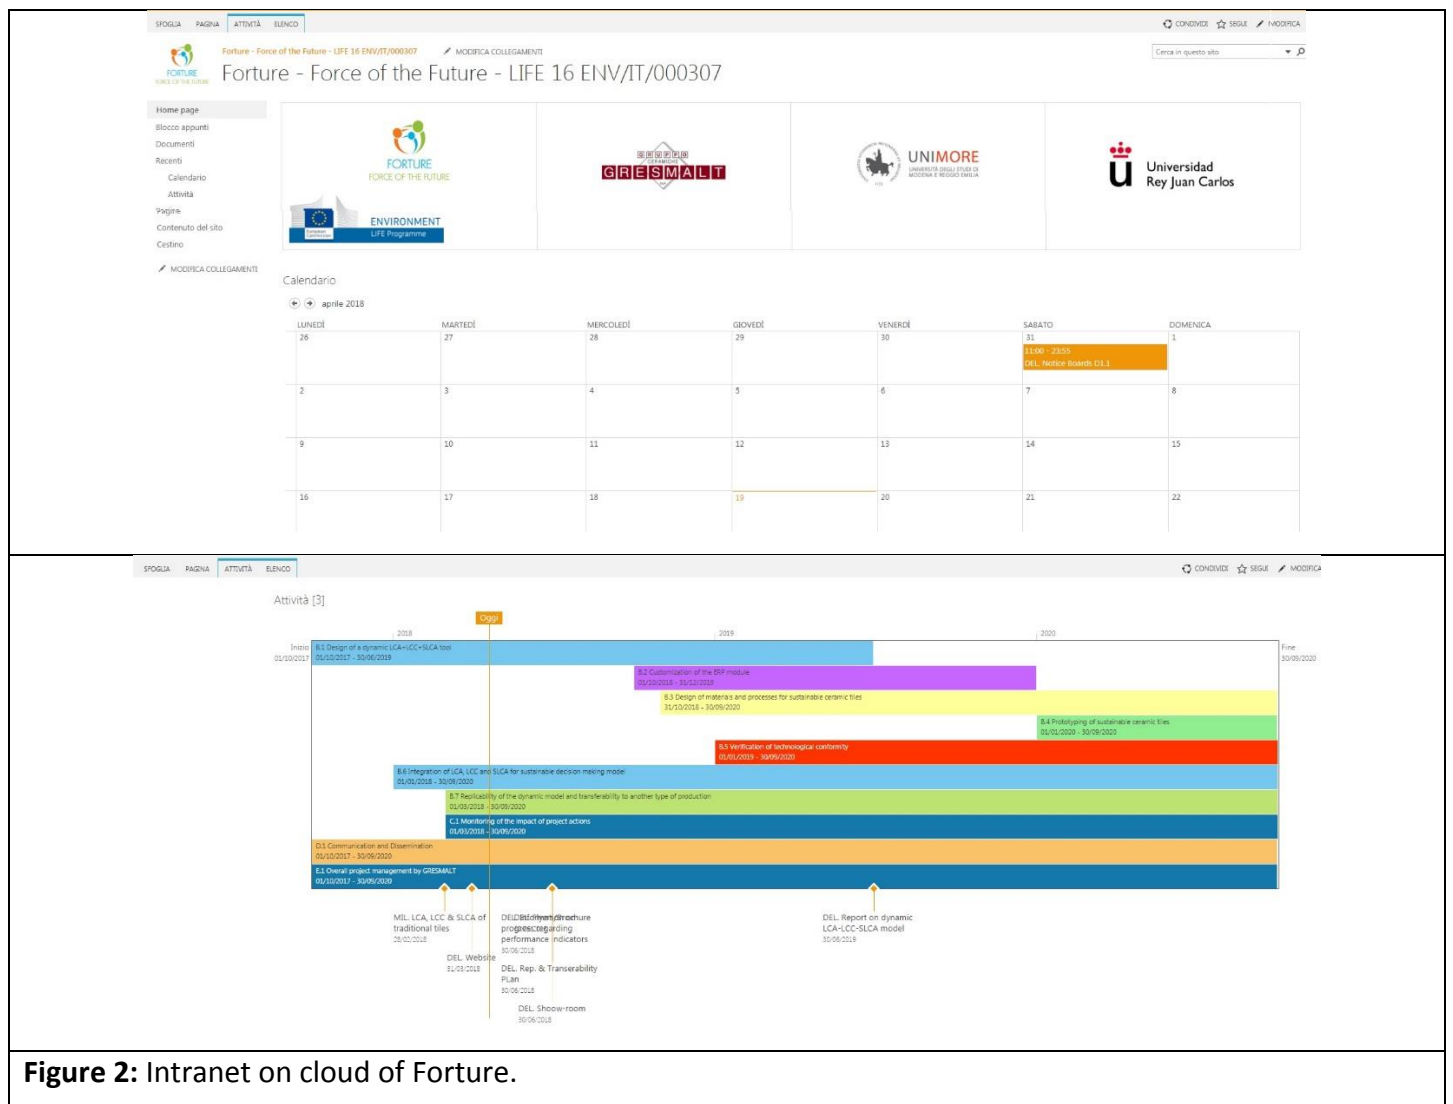 SFOGLIA PAGINA ATTIVITÀ ELENCO
CONDIVIDI SEGUI MODIFICA
Forture - Force of the Future - LIFE 16 ENV/IT/000307 MODIFICA COLLEGAMENTI
Cerca in questo sito
FORTURE
FORCE OF THE FUTURE
Forture - Force of the Future - LIFE 16 ENV/IT/000307
Home page
Blocco appunti
Documenti
Recenti
Calendario
Attività
Pagine
Contenuto del sito
Cestino
MODIFICA COLLEGAMENTI
FORTURE
FORCE OF THE FUTURE
European
Commission
ENVIRONMENT
LIFE Programme
GRUPPO
CERAMICHE
GRESMALT
UNIMORE
UNIVERSITÀ DEGLI STUDI DI
MODENA E REGGIO EMILIA
ü Universidad
Rey Juan Carlos
Calendario
aprile 2018
LUNEDÌ MARTEDÌ MERCOLEDÌ GIOVEDÌ VENERDÌ SABATO DOMENICA
26 27 28 29 30 31 1
11:00 - 23:55
DEL. Notice Boards D1.1
2 3 4 5 6 7 8
9 10 11 12 13 14 15
16 17 18 19 20 21 22
SFOGLIA PAGINA ATTIVITÀ ELENCO
CONDIVIDI SEGUI MODIFICA
Attività [3]
Oggi
2018 2019 2020
Inizio
01/10/2017
Fine
30/09/2020
B.1 Design of a dynamic LCA+LCC+SLCA tool
01/10/2017 - 30/06/2019
B.2 Customization of the ERP module
01/10/2018 - 31/12/2018
B.3 Design of materials and processes for sustainable ceramic tiles
31/10/2018 - 30/09/2020
B.4 Prototyping of sustainable ceramic tiles
01/01/2020 - 30/09/2020
B.5 Verification of technological conformity
01/01/2019 - 30/09/2020
B.6 Integration of LCA, LCC and SLCA for sustainable decision making model
01/01/2018 - 30/09/2020
B.7 Replicability of the dynamic model and transferability to another type of production
01/03/2018 - 30/09/2020
C.1 Monitoring of the impact of project actions
01/03/2018 - 30/09/2020
D.1 Communication and Dissemination
01/10/2017 - 30/09/2020
E.1 Overall project management by GRESMALT
01/10/2017 - 30/09/2020
MIL. LCA, LCC & SLCA of
traditional tiles
28/02/2018
DEL. Website
31/03/2018
performance indicators
30/06/2018
DEL. Rep. & Transerability
PLan
30/06/2018
DEL. Shoow-room
30/06/2018
DEL. Report on dynamic
LCA-LCC-SLCA model
30/06/2019
Figure 2: Intranet on cloud of Forture.